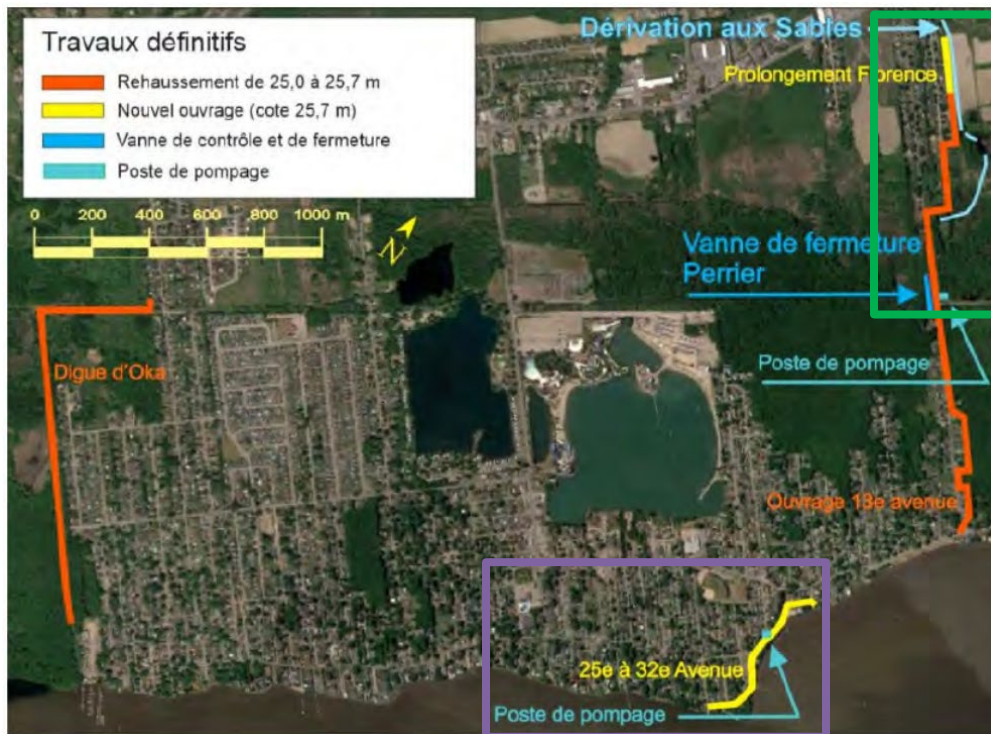 Travaux définitifs
Rehaussement de 25,0 à 25,7 m
Nouvel ouvrage (cote 25,7 m)
Vanne de contrôle et de fermeture
Poste de pompage
0 200 400 600 800 1000 m
N
Dérivation aux Sables
Prolongement Florence
Vanne de fermeture
Perrier
Poste de pompage
Digue d'Oka
Ouvrage 13e avenue
25e à 32e Avenue
Poste de pompage